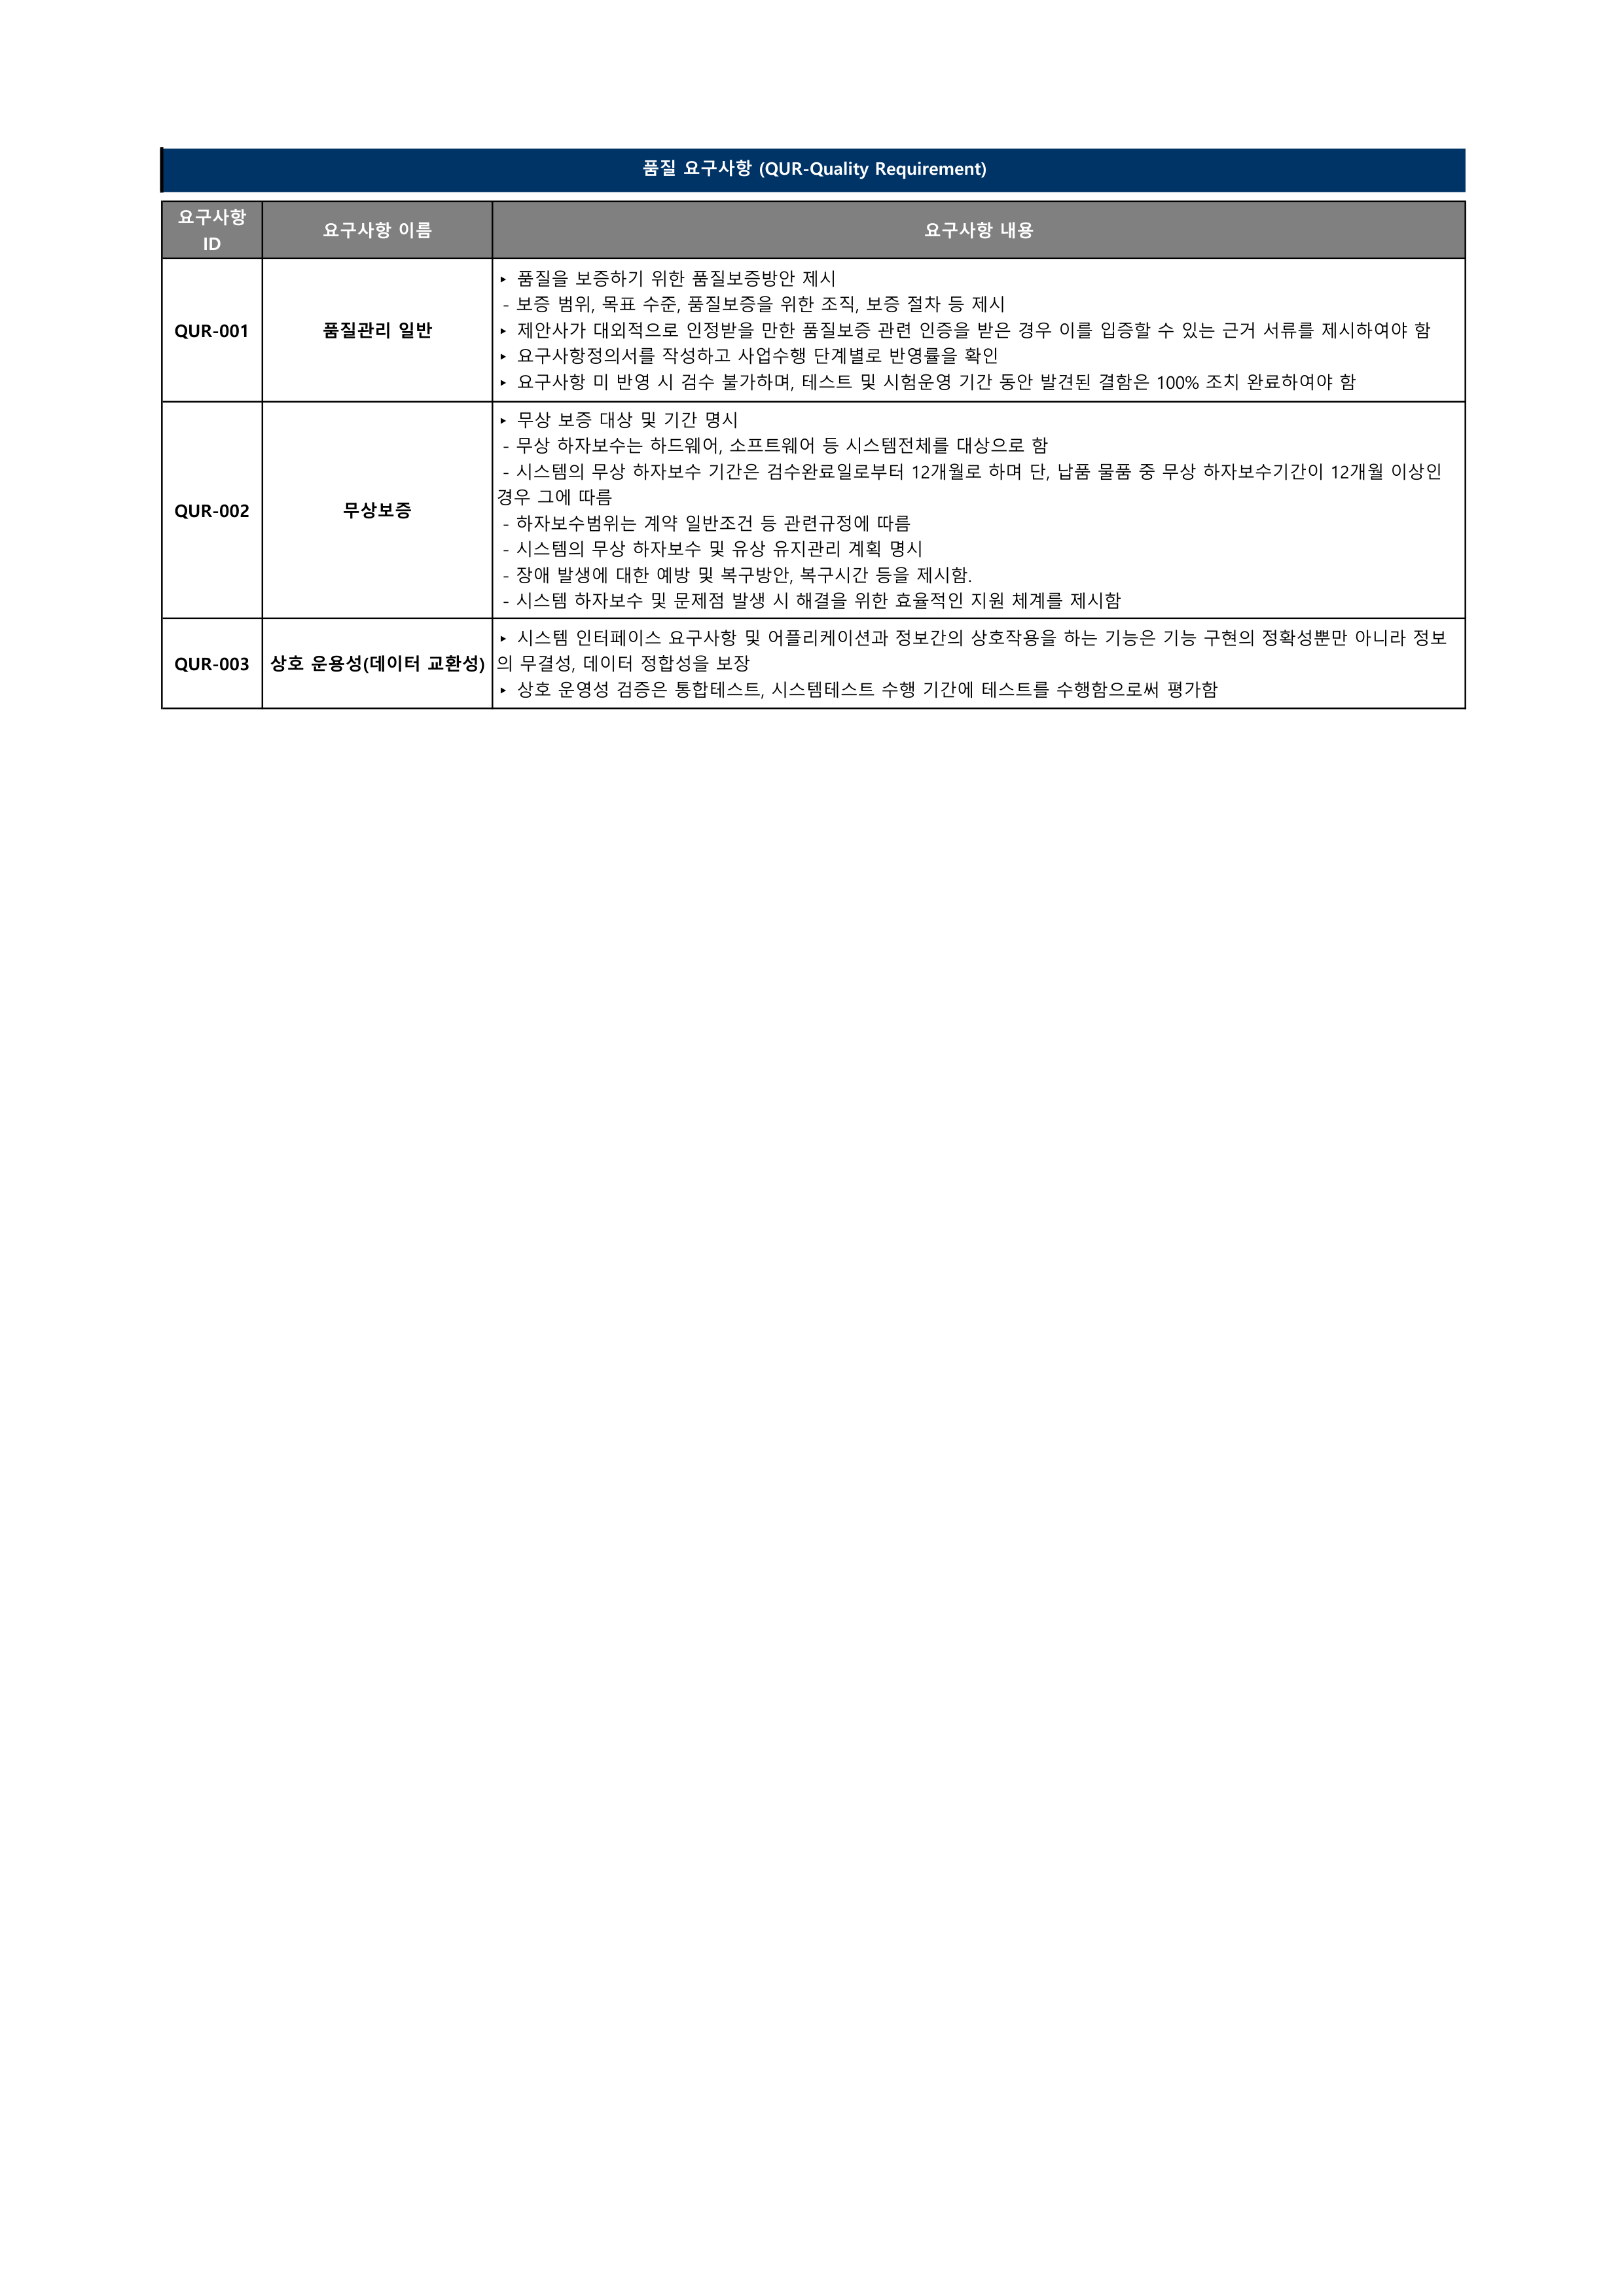 품질 요구사항 (QUR-Quality Requirement)
요구사항
ID
요구사항 이름
요구사항 내용
QUR-001
품질관리 일반
▸ 품질을 보증하기 위한 품질보증방안 제시
- 보증 범위, 목표 수준, 품질보증을 위한 조직, 보증 절차 등 제시
▸ 제안사가 대외적으로 인정받을 만한 품질보증 관련 인증을 받은 경우 이를 입증할 수 있는 근거 서류를 제시하여야 함
▸ 요구사항정의서를 작성하고 사업수행 단계별로 반영률을 확인
▸ 요구사항 미 반영 시 검수 불가하며, 테스트 및 시험운영 기간 동안 발견된 결함은 100% 조치 완료하여야 함
QUR-002
무상보증
▸ 무상 보증 대상 및 기간 명시
- 무상 하자보수는 하드웨어, 소프트웨어 등 시스템전체를 대상으로 함
- 시스템의 무상 하자보수 기간은 검수완료일로부터 12개월로 하며 단, 납품 물품 중 무상 하자보수기간이 12개월 이상인
경우 그에 따름
- 하자보수범위는 계약 일반조건 등 관련규정에 따름
- 시스템의 무상 하자보수 및 유상 유지관리 계획 명시
- 장애 발생에 대한 예방 및 복구방안, 복구시간 등을 제시함.
- 시스템 하자보수 및 문제점 발생 시 해결을 위한 효율적인 지원 체계를 제시함
QUR-003
상호 운용성(데이터 교환성)
▸ 시스템 인터페이스 요구사항 및 어플리케이션과 정보간의 상호작용을 하는 기능은 기능 구현의 정확성뿐만 아니라 정보
의 무결성, 데이터 정합성을 보장
▸ 상호 운영성 검증은 통합테스트, 시스템테스트 수행 기간에 테스트를 수행함으로써 평가함